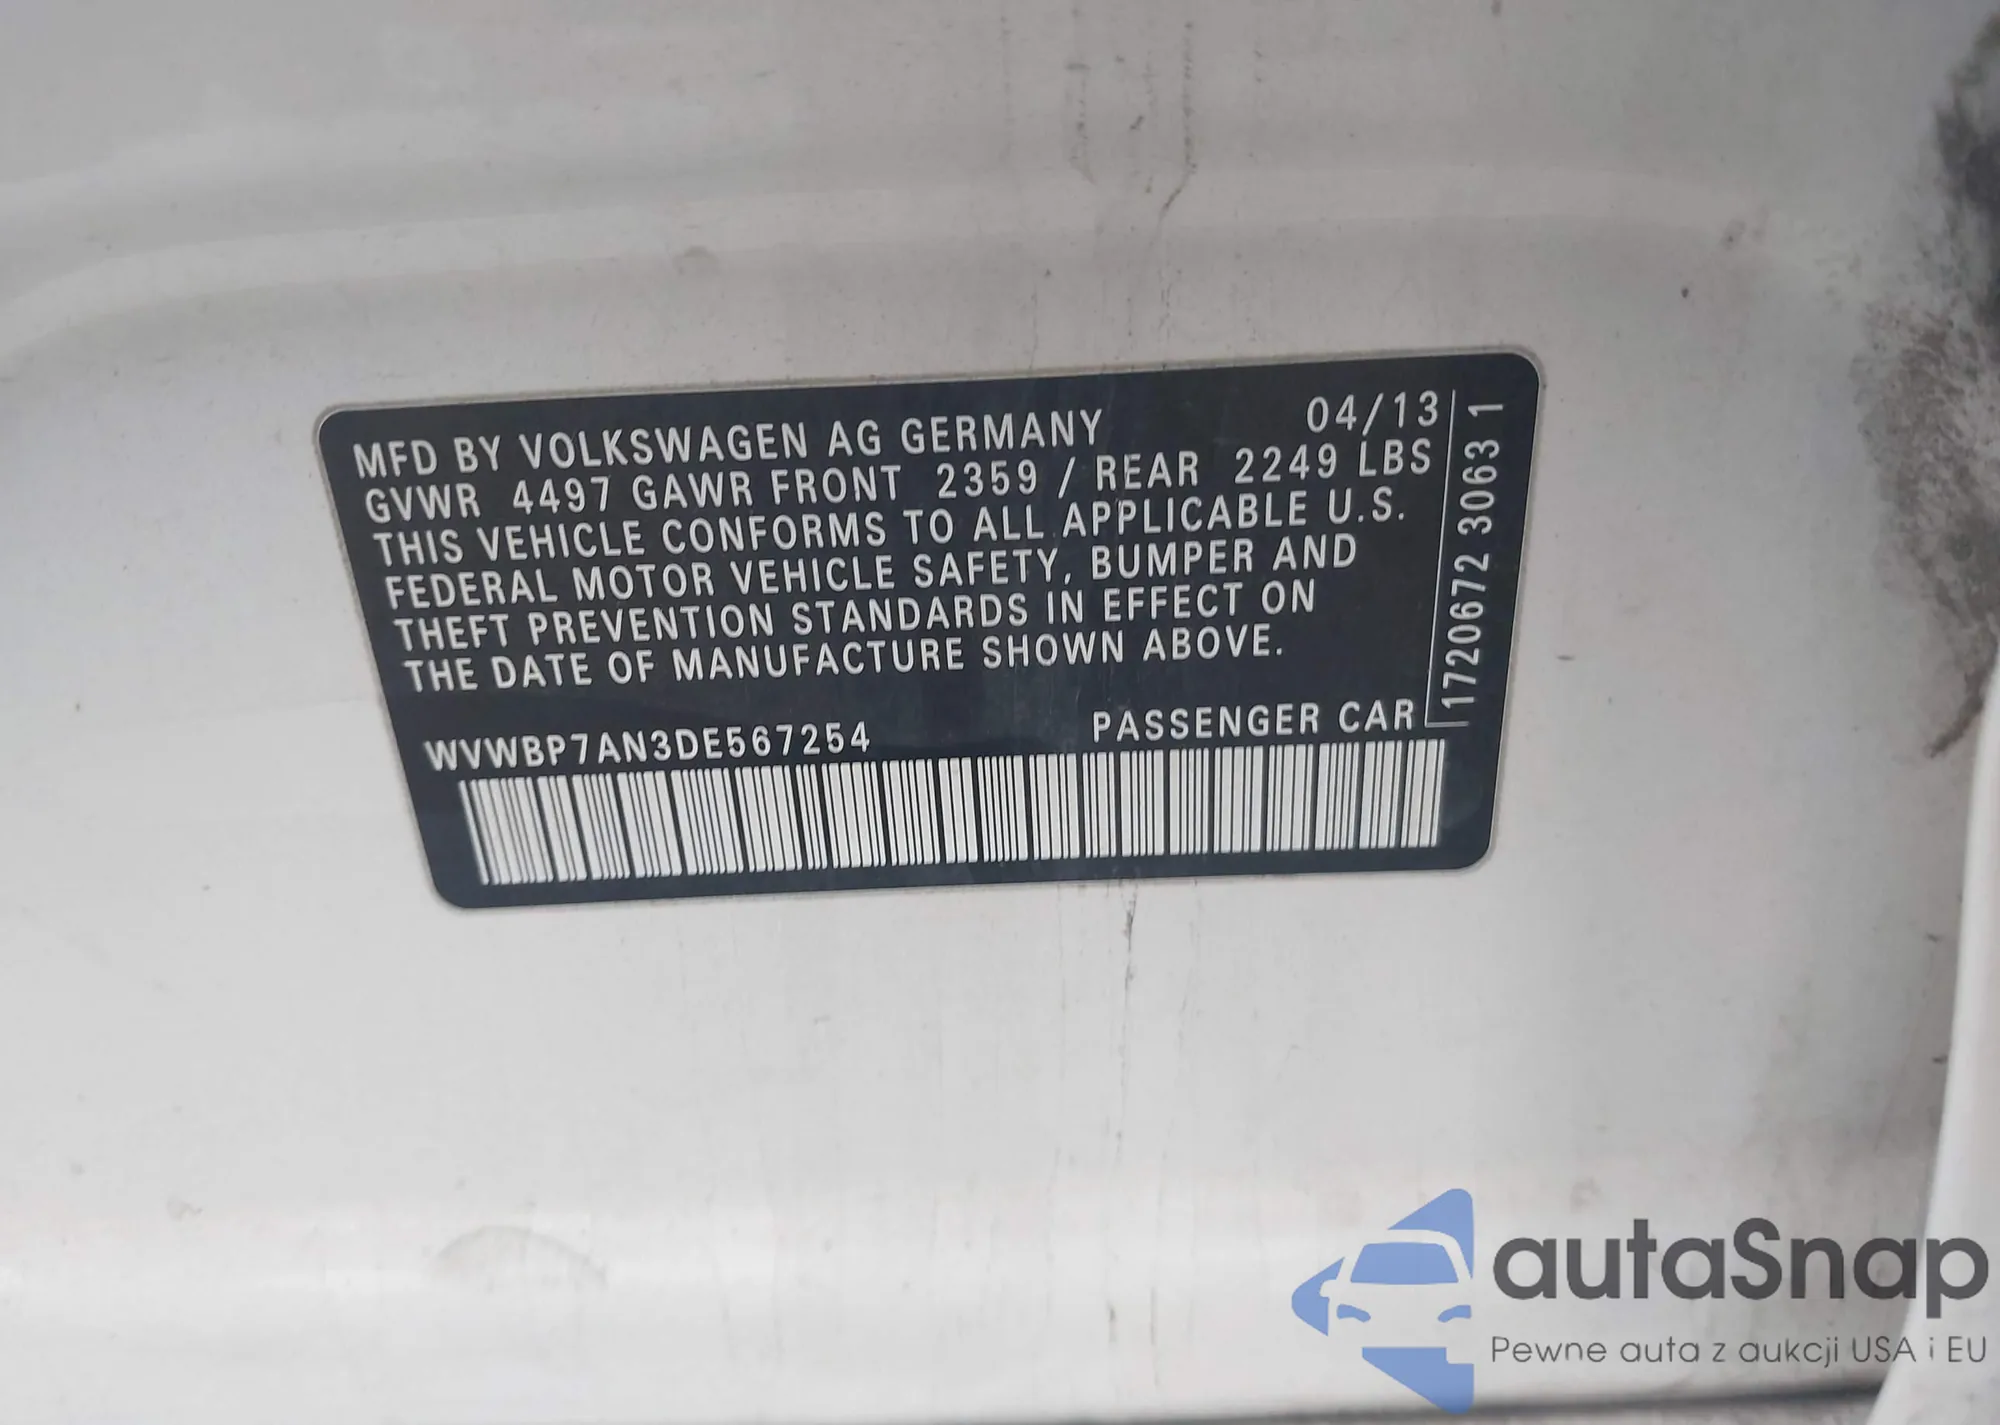 MFD BY VOLKSWAGEN AG GERMANY 04/13
GVWR 4497 GAWR FRONT 2359 / REAR 2249 LBS
THIS VEHICLE CONFORMS TO ALL APPLICABLE U.S.
FEDERAL MOTOR VEHICLE SAFETY, BUMPER AND
THEFT PREVENTION STANDARDS IN EFFECT ON
THE DATE OF MANUFACTURE SHOWN ABOVE.
WVWBP7AN3DE567254 PASSENGER CAR
1720672 3063 1
autaSnap
Pewne auta z aukcji USA i EU